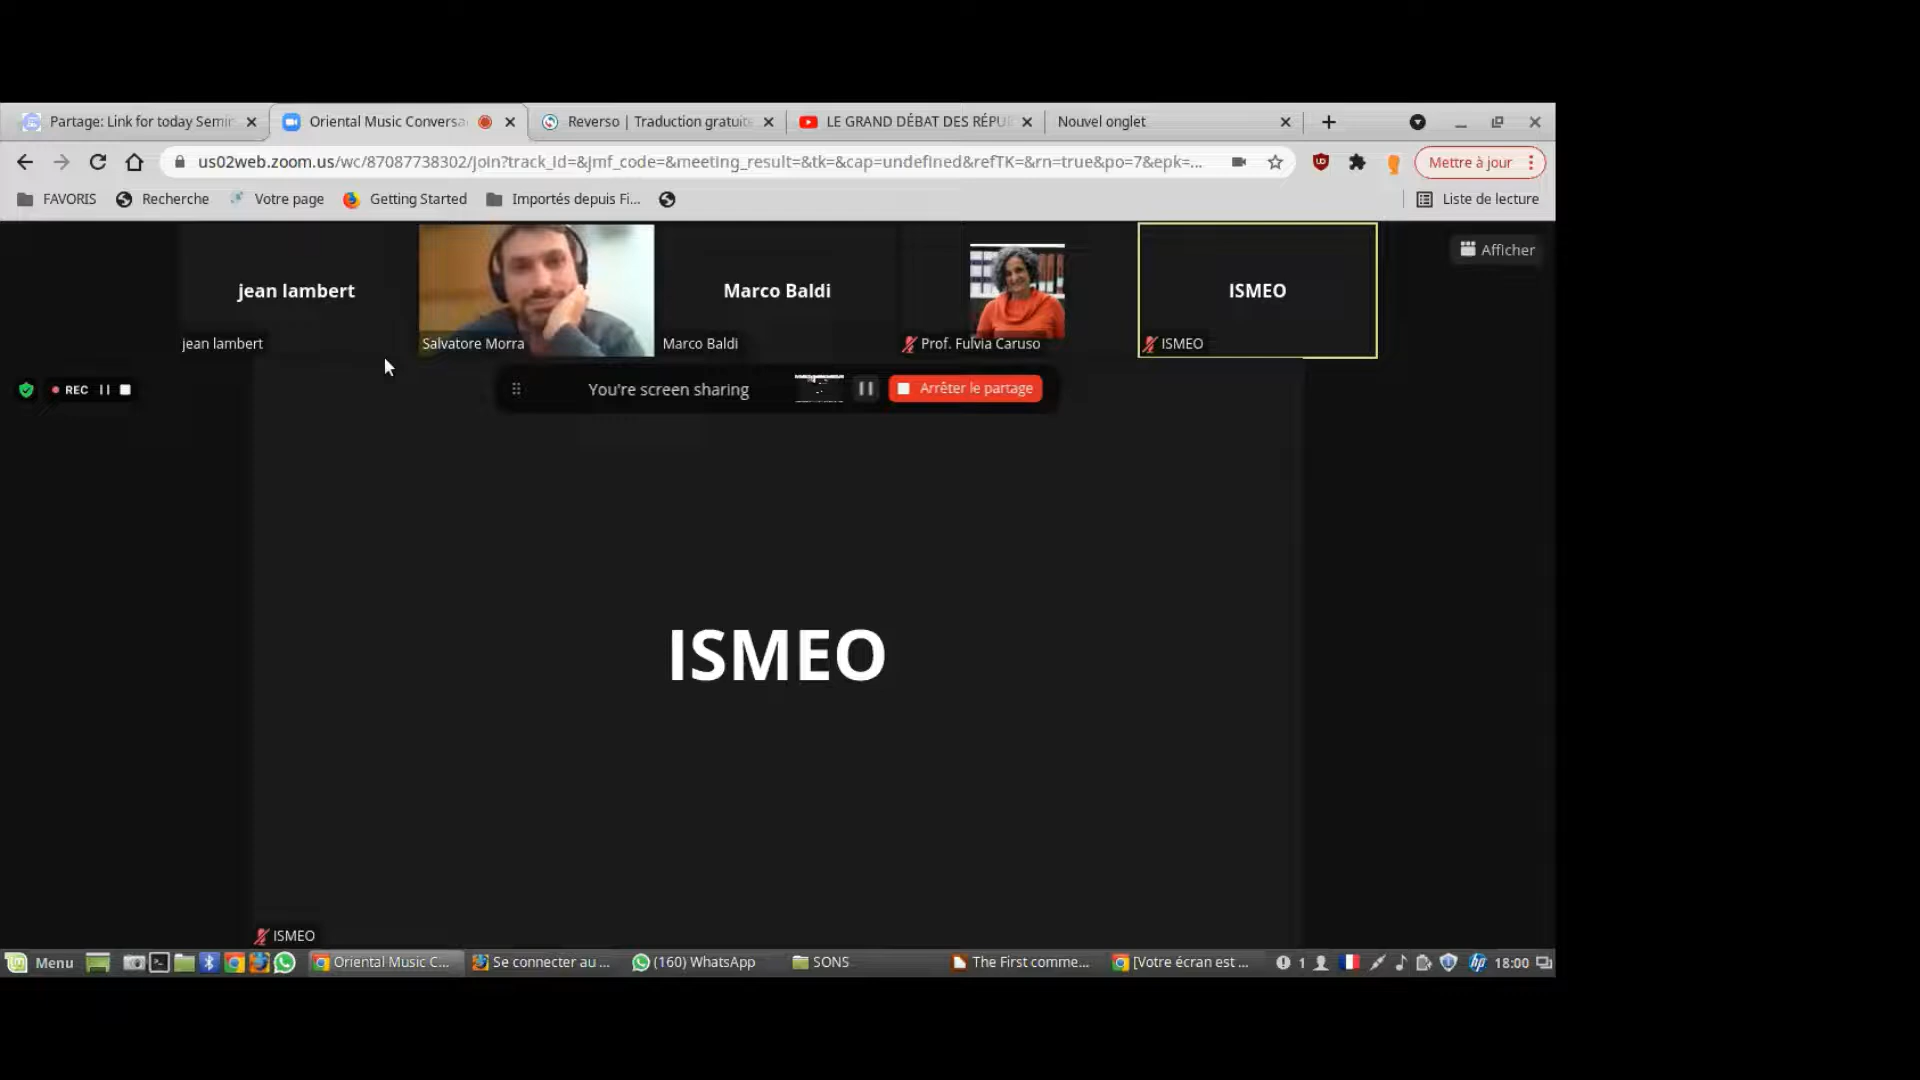 Partage: Link for today Semin
Oriental Music Conversa
Reverso | Traduction gratuite
LE GRAND DÉBAT DES RÉPU
Nouvel onglet
us02web.zoom.us/wc/87087738302/join?track_id=&jmf_code=&meeting_result=&tk=&cap=undefined&refTK=&rn=true&po=7&epk=...
Mettre à jour
FAVORIS
Recherche
Votre page
Getting Started
Importés depuis Fi...
Liste de lecture
jean lambert
Marco Baldi
ISMEO
Afficher
jean lambert
Salvatore Morra
Marco Baldi
Prof. Fulvia Caruso
ISMEO
REC
You're screen sharing
Arrêter le partage
ISMEO
ISMEO
Menu
Oriental Music C...
Se connecter au ...
(160) WhatsApp
SONS
The First comme...
[Votre écran est ...
1
hp
18:00